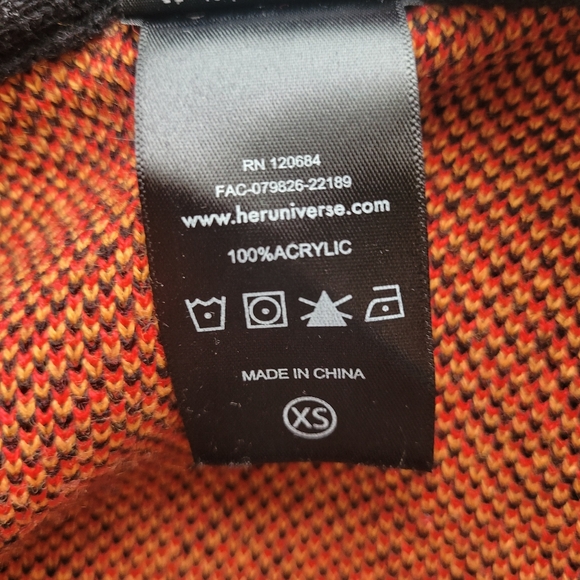 RN 120684
FAC-079826-22189
www.heruniverse.com
100%ACRYLIC
MADE IN CHINA
XS